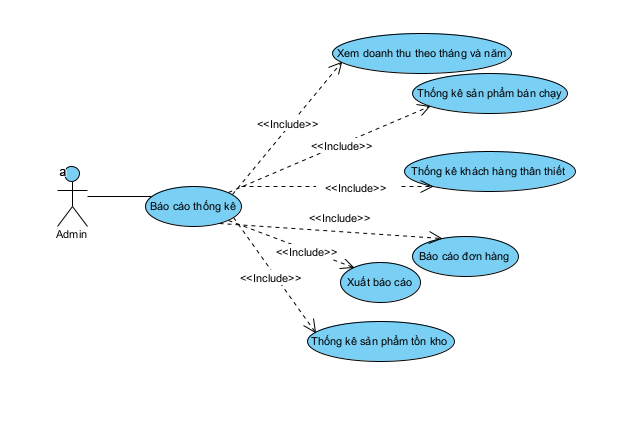 Xem doanh thu theo tháng và năm
Thống kê sản phẩm bán chạy
<<Include>>
<<Include>>
Thống kê khách hàng thân thiết
a
<<Include>>
Báo cáo thống kê
<<Include>>
Admin
<<Include>>
Báo cáo đơn hàng
<<Include>>
Xuất báo cáo
Thống kê sản phẩm tồn kho